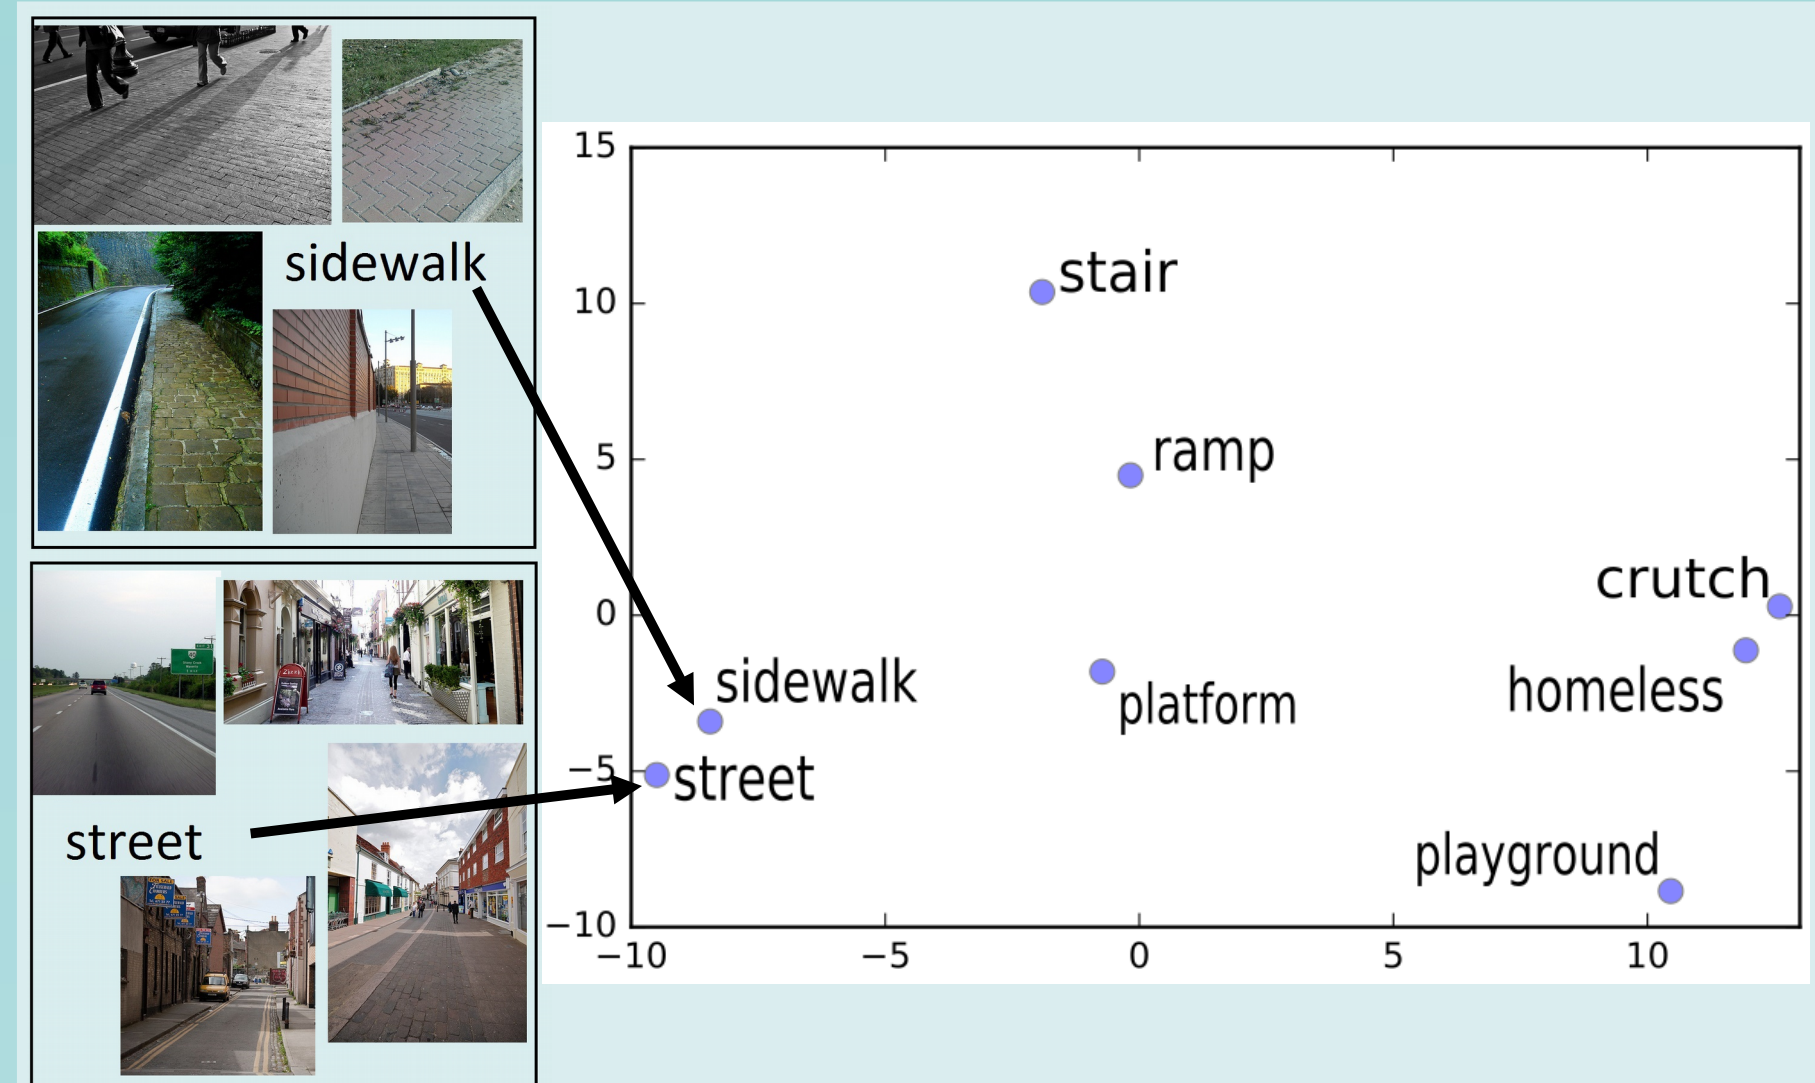 sidewalk
street
15
10
5
0
−5
−10
−10
−5
0
5
10
stair
ramp
crutch
homeless
sidewalk
platform
street
playground